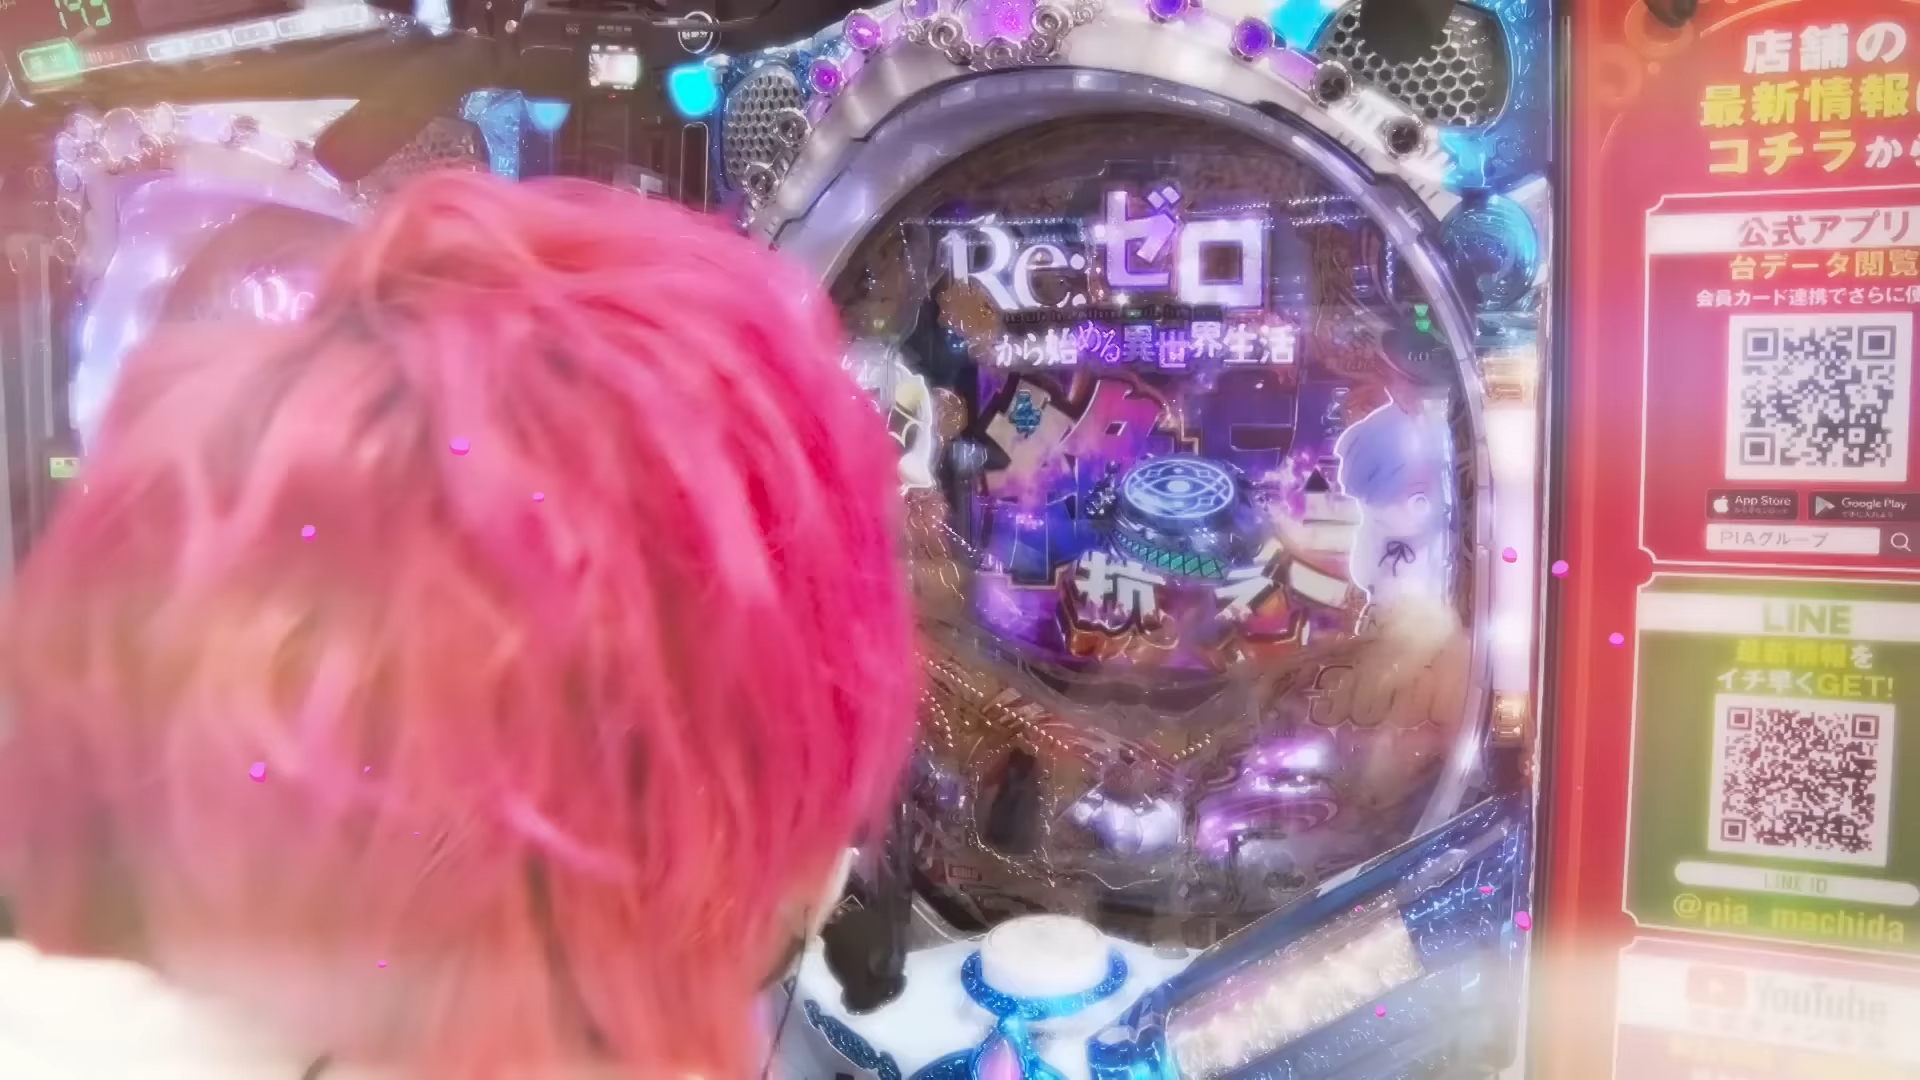 Re:ゼロ
から始める異世界生活
抗
3000
店舗の
最新情報
コチラから
公式アプリ
台データ閲覧
会員カード連携でさらに便
App Store
Google Play
PIAグループ
LINE
最新情報を
イチ早くGET!
LINE ID
@pia_machida
YouTube
Re